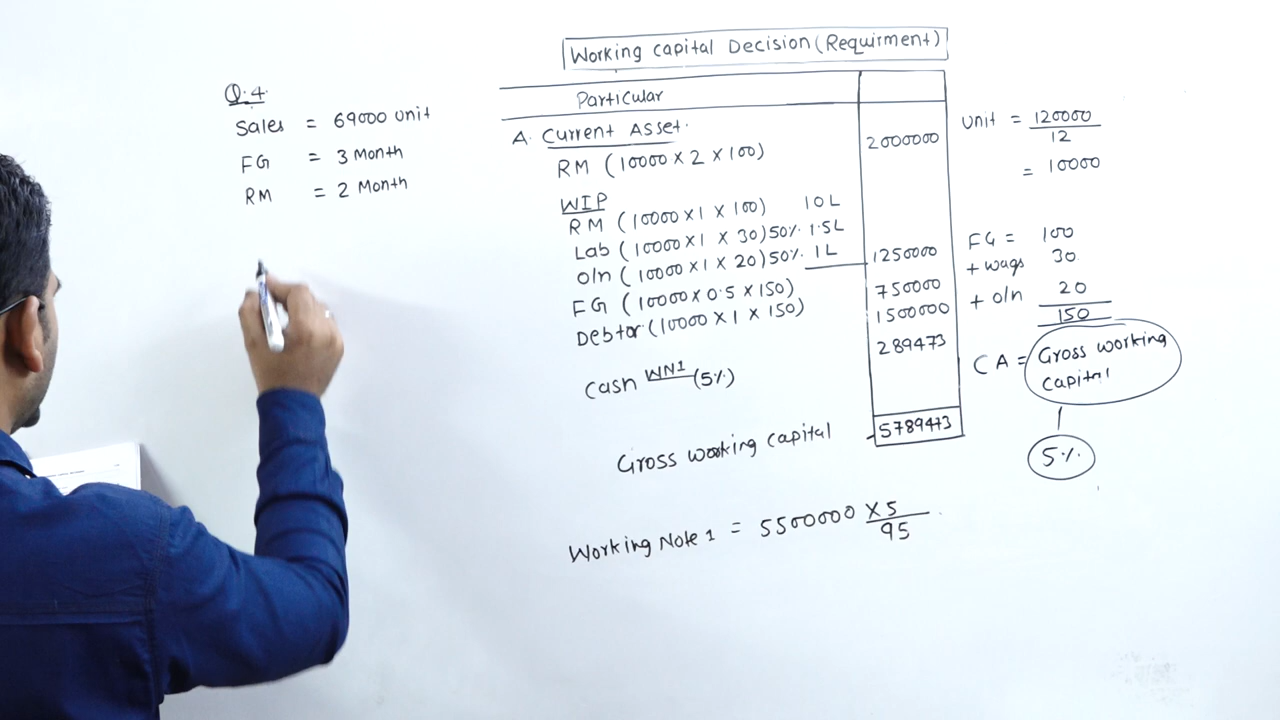 Working Capital Decision (Requirment)
Q.4.
Sales = 69000 unit
FG = 3 Month
RM = 2 Month
Particular
A. Current Asset.
RM (10000 × 2 × 100) 2000000
WIP
RM (10000 × 1 × 100) 10L
Lab (10000 × 1 × 30) 50%. 1.5L
O/n (10000 × 1 × 20) 50%. 1L 1250000
FG (10000 × 0.5 × 150) 750000
Debtor (10000 × 1 × 150) 1500000
Cash WN1 (5%) 289473
Gross working capital 5789473
Working Note 1 = 5500000 × 5
95
Unit = 120000
12
= 10000
FG = 100
+ wags 30
+ o/n 20
150
CA = Gross working
capital
5%